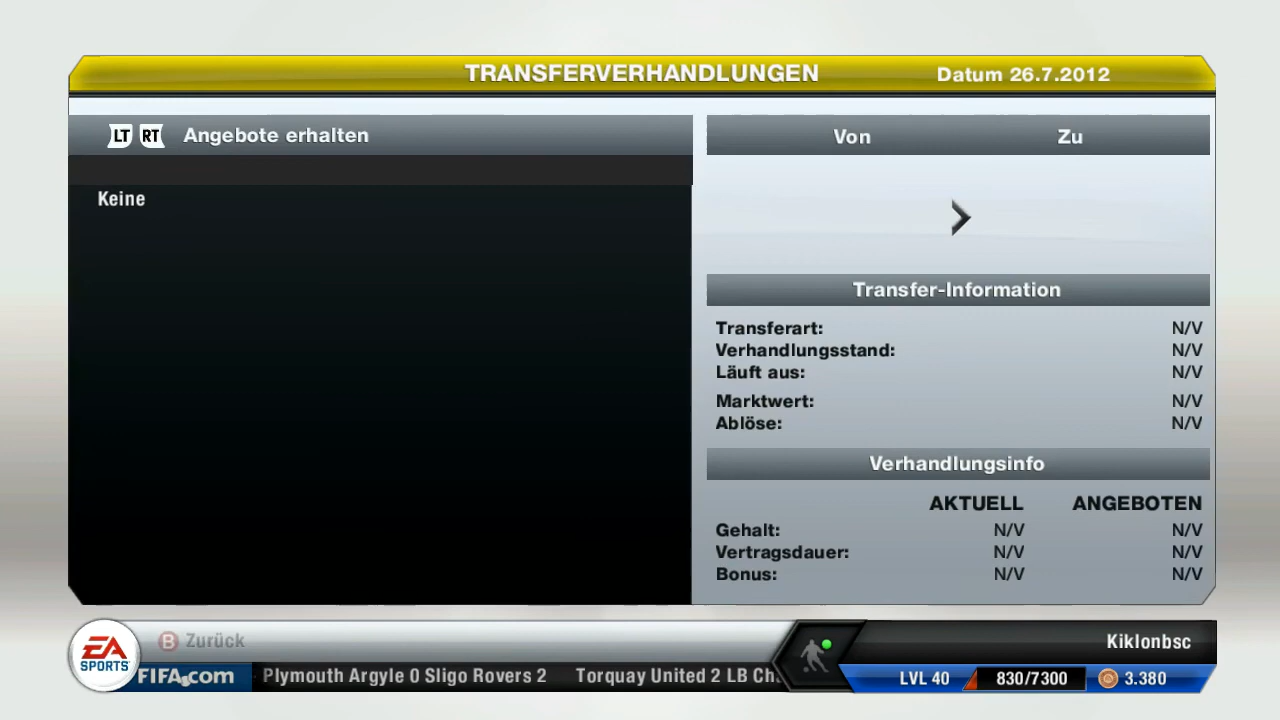 TRANSFERVERHANDLUNGEN Datum 26.7.2012
LT RT Angebote erhalten
Keine
Von Zu
Transfer-Information
Transferart: N/V
Verhandlungsstand: N/V
Läuft aus: N/V
Marktwert: N/V
Ablöse: N/V
Verhandlungsinfo
AKTUELL ANGEBOTEN
Gehalt: N/V N/V
Vertragsdauer: N/V N/V
Bonus: N/V N/V
EA SPORTS
B Zurück
Kiklonbsc
FIFA.com Plymouth Argyle 0 Sligo Rovers 2 Torquay United 2 LB
LVL 40 830/7300 3.380